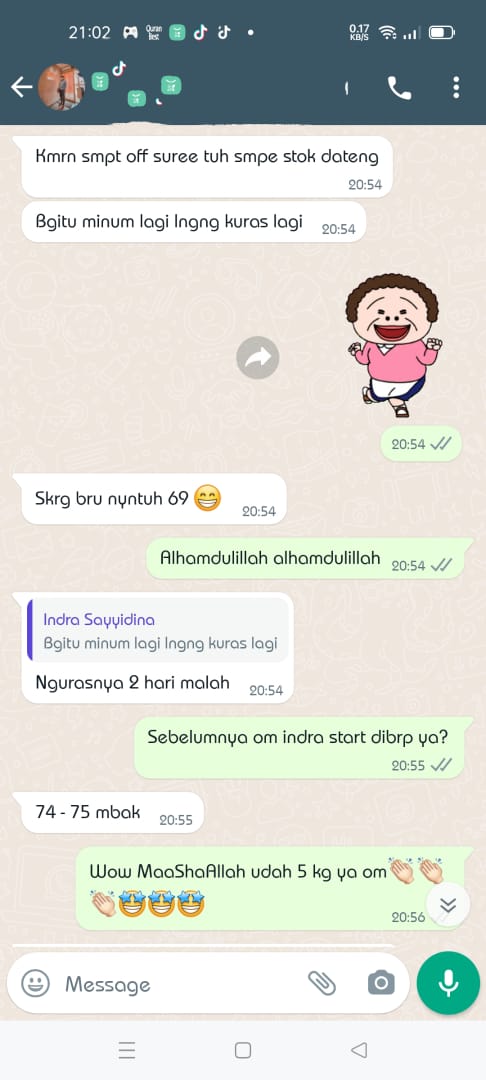 21:02
Quran
Best
0.17
KB/S
Kmrn smpt off suree tuh smpe stok dateng
20:54
Bgitu minum lagi lngng kuras lagi
20:54
20:54
Skrg bru nyntuh 69 😁
20:54
Alhamdulillah alhamdulillah
20:54
Indra Sayyidina
Bgitu minum lagi lngng kuras lagi
Ngurasnya 2 hari malah
20:54
Sebelumnya om indra start dibrp ya?
20:55
74 - 75 mbak
20:55
Wow MaaShaAllah udah 5 kg ya om👏🏻👏🏻
👏🏻🤩🤩🤩
20:56
Message